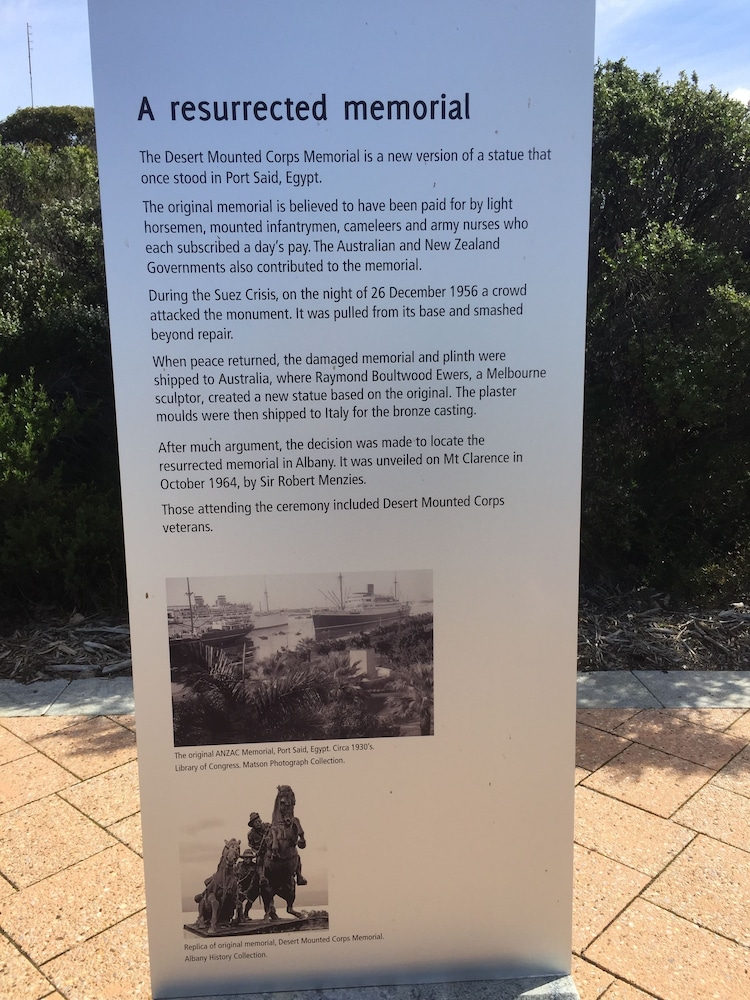 A resurrected memorial
The Desert Mounted Corps Memorial is a new version of a statue that
once stood in Port Said, Egypt.
The original memorial is believed to have been paid for by light
horsemen, mounted infantrymen, cameleers and army nurses who
each subscribed a day's pay. The Australian and New Zealand
Governments also contributed to the memorial.
During the Suez Crisis, on the night of 26 December 1956 a crowd
attacked the monument. It was pulled from its base and smashed
beyond repair.
When peace returned, the damaged memorial and plinth were
shipped to Australia, where Raymond Boultwood Ewers, a Melbourne
sculptor, created a new statue based on the original. The plaster
moulds were then shipped to Italy for the bronze casting.
After much argument, the decision was made to locate the
resurrected memorial in Albany. It was unveiled on Mt Clarence in
October 1964, by Sir Robert Menzies.
Those attending the ceremony included Desert Mounted Corps
veterans.
The original ANZAC Memorial, Port Said, Egypt. Circa 1930's.
Library of Congress. Matson Photograph Collection.
Replica of original memorial, Desert Mounted Corps Memorial.
Albany History Collection.